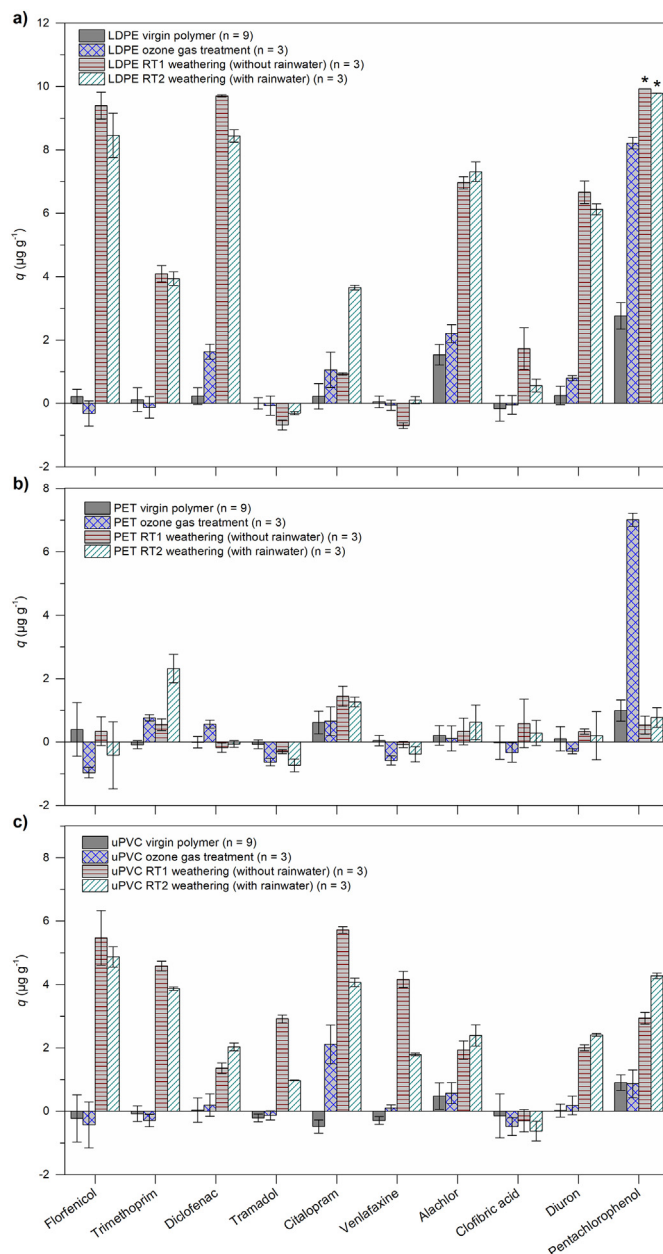 a)
12
LDPE virgin polymer (n = 9)
LDPE ozone gas treatment (n = 3)
LDPE RT1 weathering (without rainwater) (n = 3)
LDPE RT2 weathering (with rainwater) (n = 3)
10
* *
8
6
4
2
0
-2
q (µg g⁻¹)
b)
8
PET virgin polymer (n = 9)
PET ozone gas treatment (n = 3)
PET RT1 weathering (without rainwater) (n = 3)
PET RT2 weathering (with rainwater) (n = 3)
6
4
2
0
-2
q (µg g⁻¹)
c)
8
uPVC virgin polymer (n = 9)
uPVC ozone gas treatment (n = 3)
uPVC RT1 weathering (without rainwater) (n = 3)
uPVC RT2 weathering (with rainwater) (n = 3)
6
4
2
0
-2
q (µg g⁻¹)
Florfenicol
Trimethoprim
Diclofenac
Tramadol
Citalopram
Venlafaxine
Alachlor
Clofibric acid
Diuron
Pentachlorophenol